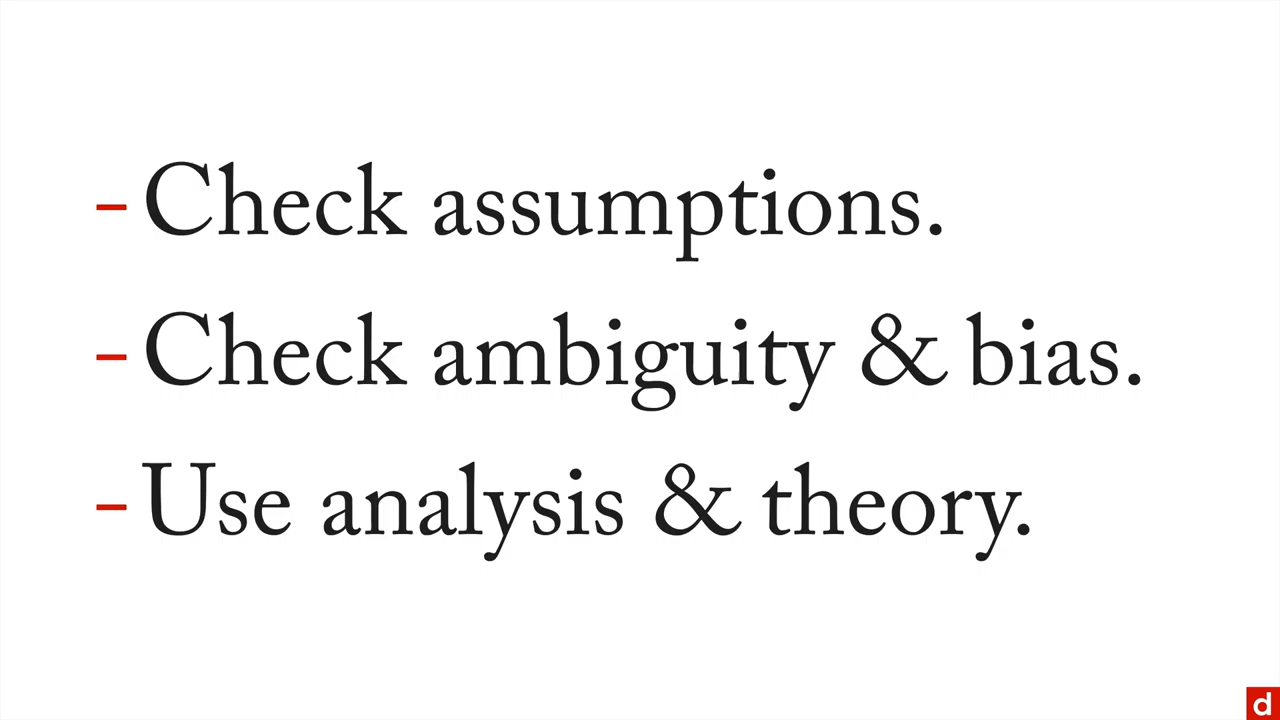 - Check assumptions.
- Check ambiguity & bias.
- Use analysis & theory.
d